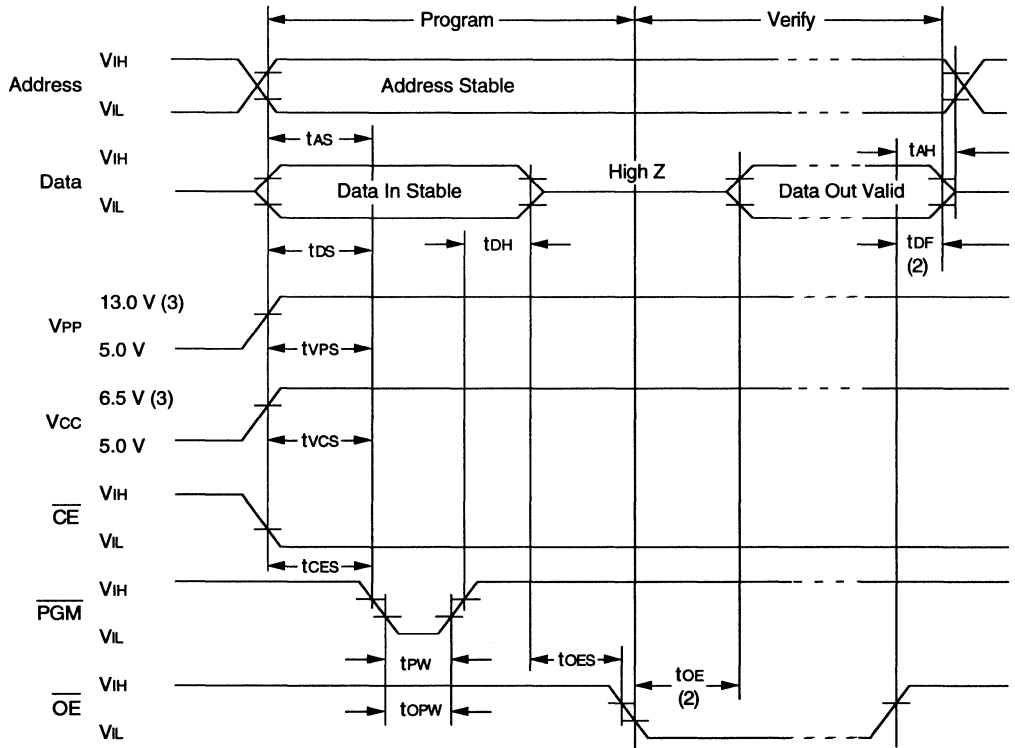 Program
Verify
Address
VIH
VIL
Address Stable
tAS
tAH
Data
VIH
VIL
Data In Stable
High Z
Data Out Valid
tDS
tDH
tDF
(2)
VPP
13.0 V (3)
5.0 V
tVPS
VCC
6.5 V (3)
5.0 V
tVCS
CE
VIH
VIL
tCES
PGM
VIH
VIL
tPW
tOPW
tOES
tOE
(2)
OE
VIH
VIL